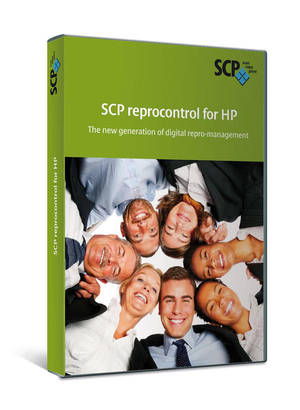 SCP
SCP reprocontrol for HP
The new generation of digital repro-management
SCP
SCP reprocontrol for HP